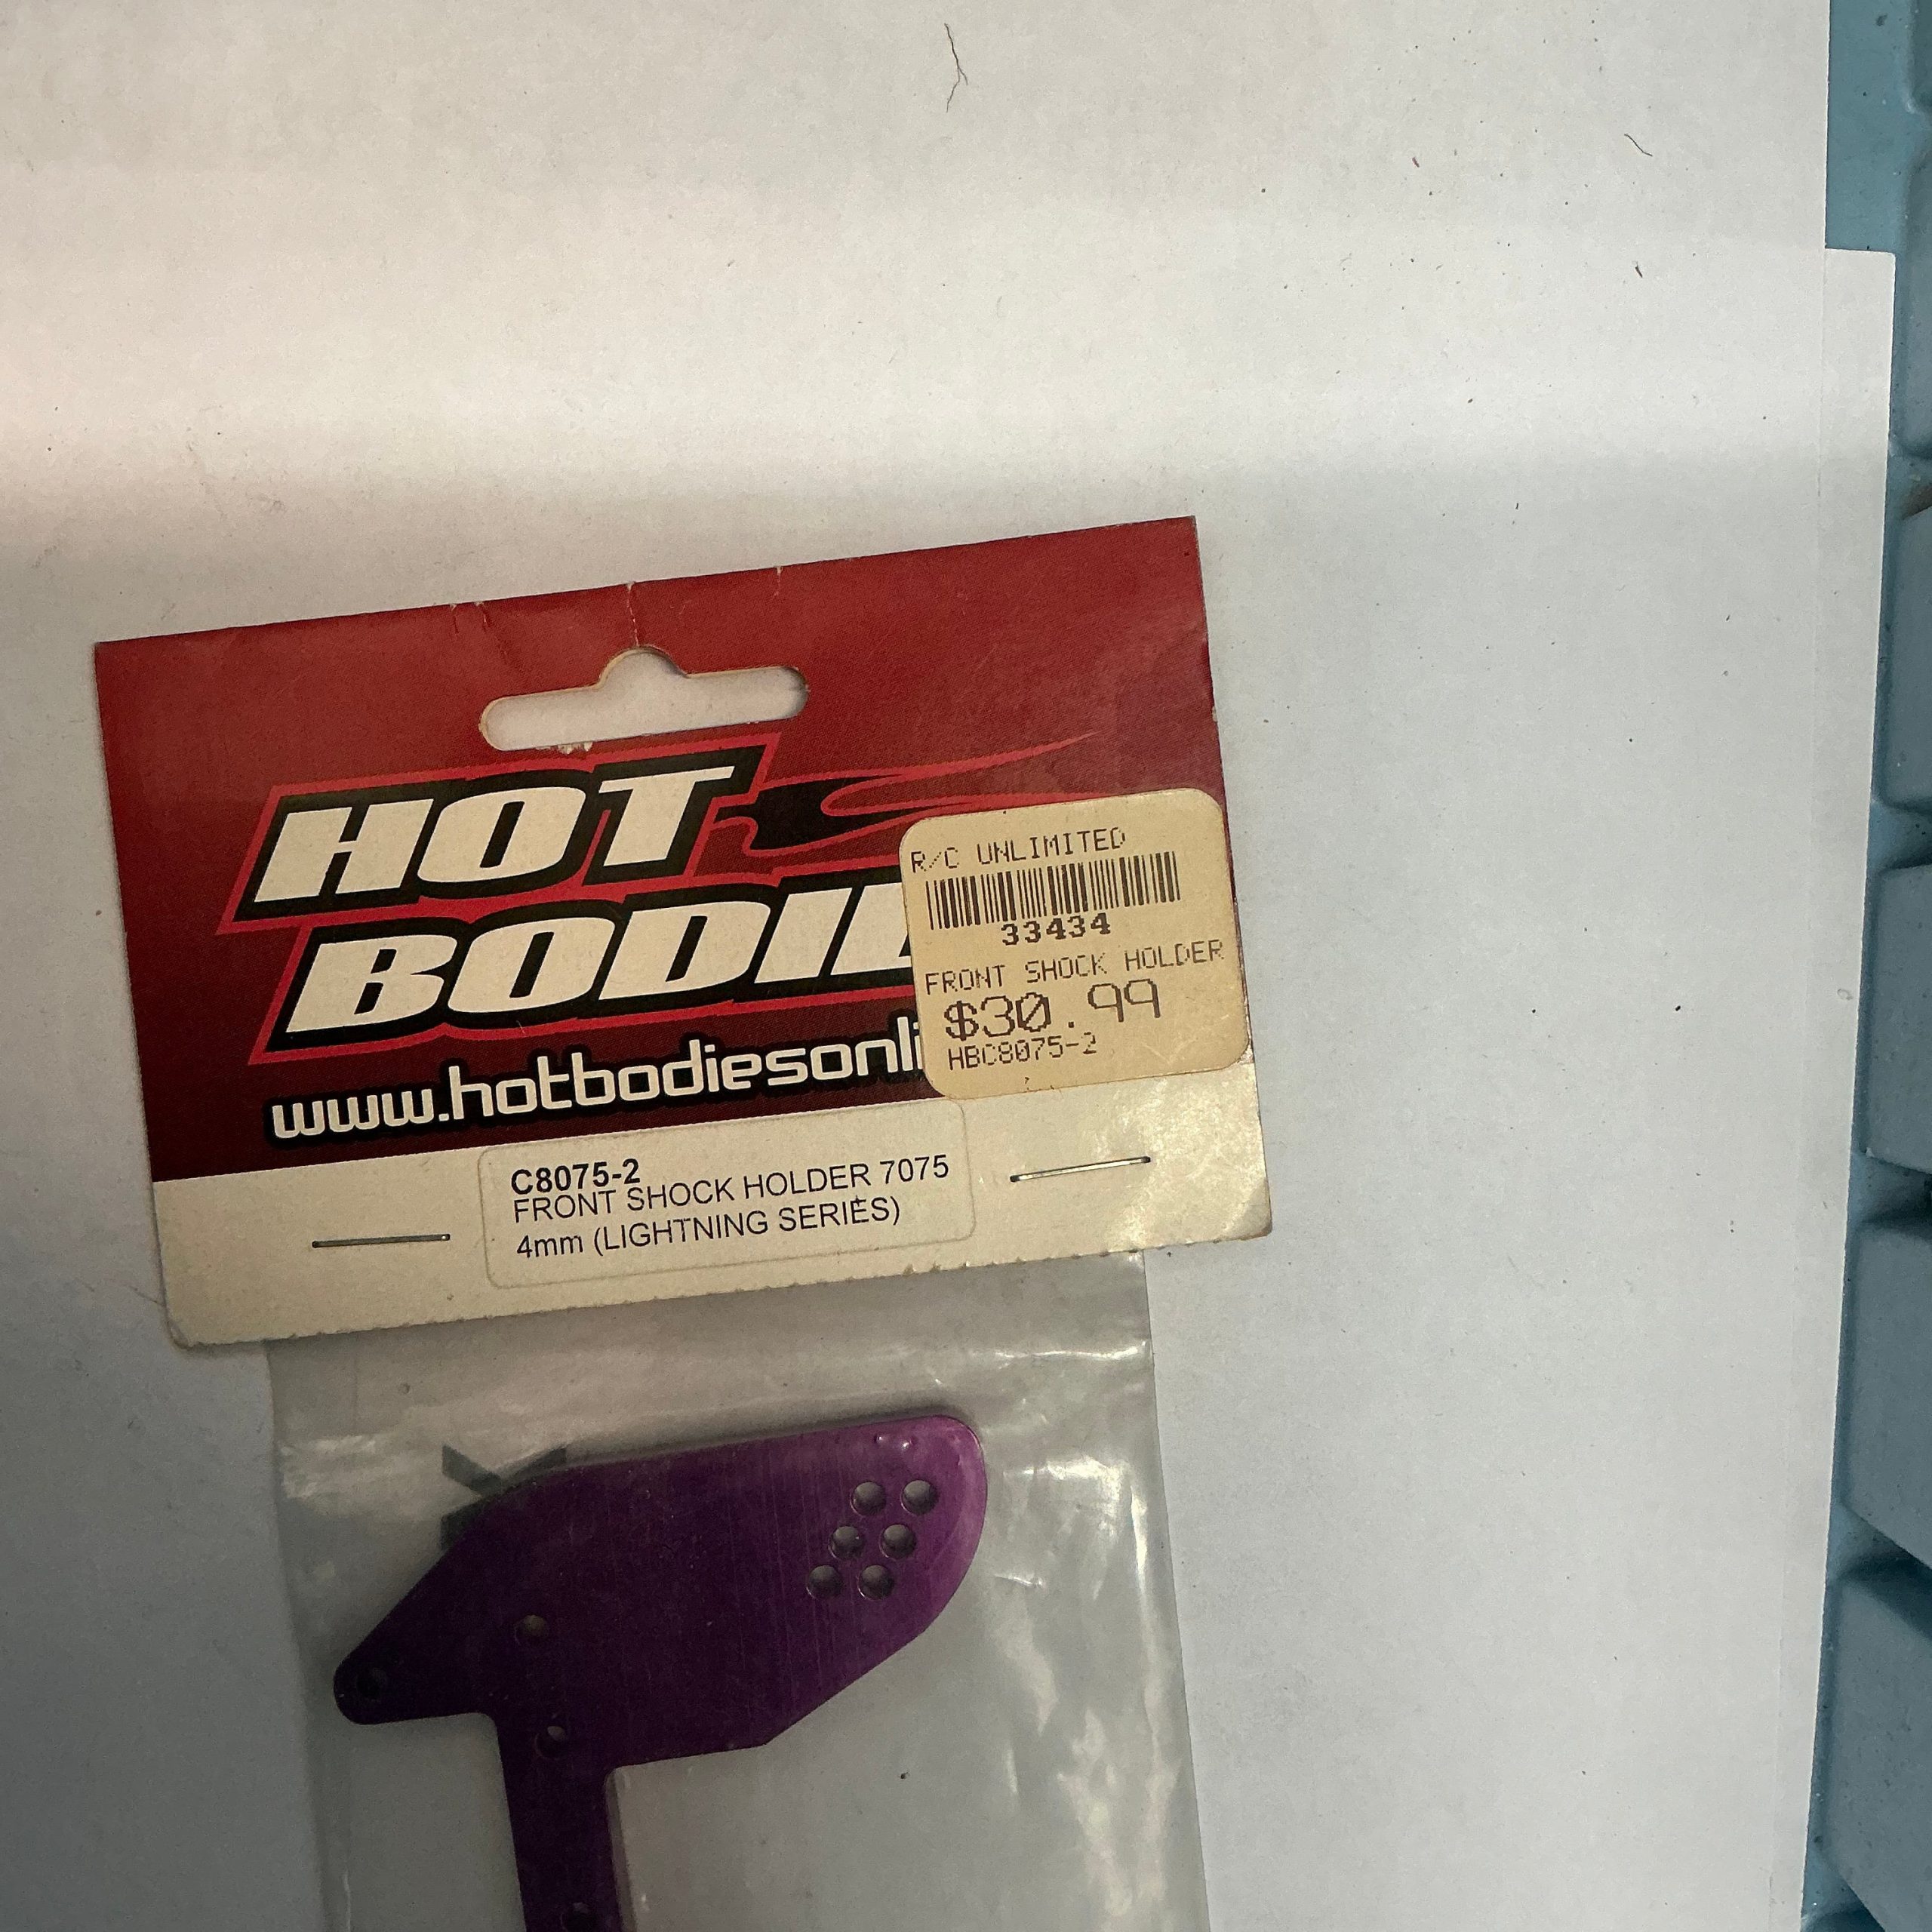 HOT
BODIE
www.hotbodiesonli
R/C UNLIMITED
33434
FRONT SHOCK HOLDER
$30.99
HBC8075-2
C8075-2
FRONT SHOCK HOLDER 7075
4mm (LIGHTNING SERIES)